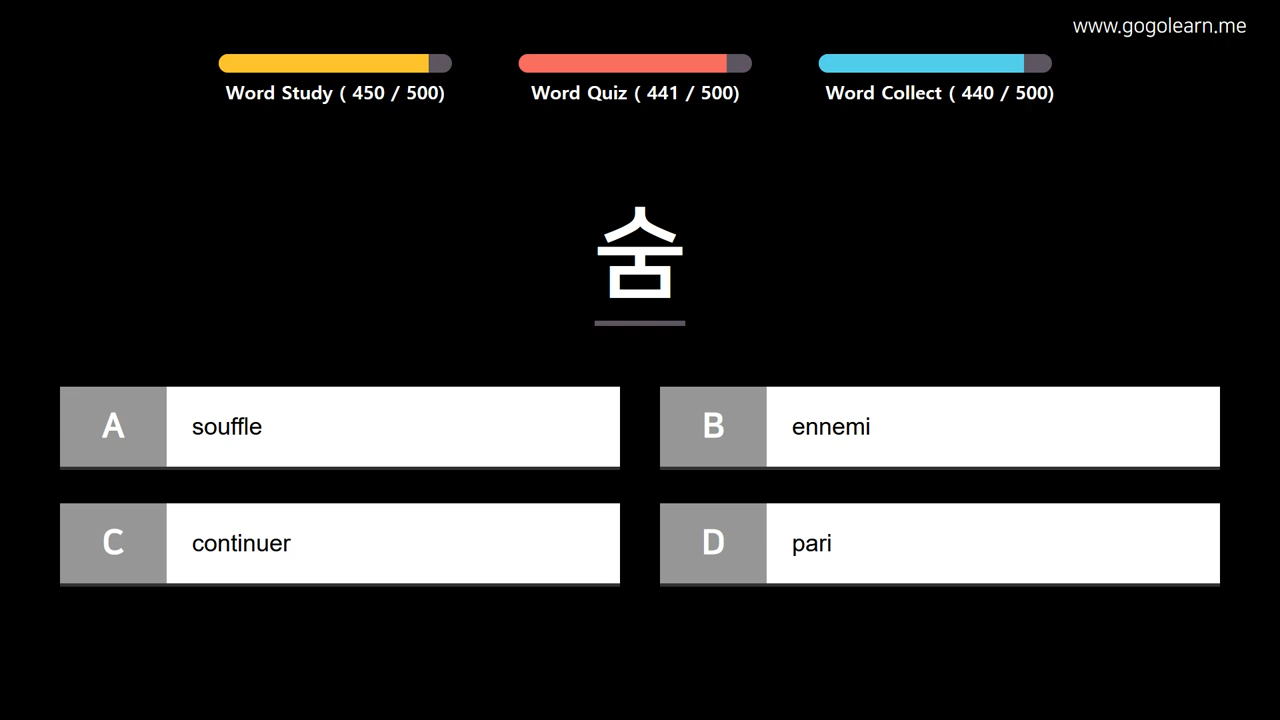 www.gogolearn.me
Word Study ( 450 / 500)
Word Quiz ( 441 / 500)
Word Collect ( 440 / 500)
숨
A souffle
B ennemi
C continuer
D pari